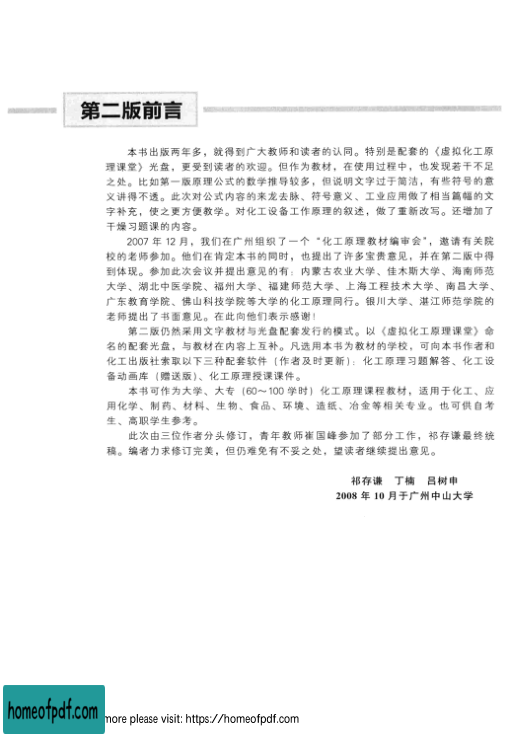 第二版前言
本书出版两年多，就得到广大教师和读者的认同。特别是配套的《虚拟化工原
理课堂》光盘，更受到读者的欢迎。但作为教材，在使用过程中，也发现若干不足
之处。比如第一版原理公式的数学推导较多，但说明文字过于简洁，有些符号的意
义讲得不透。此次对公式内容的来龙去脉、符号意义、工业应用做了相当篇幅的文
字补充，使之更方便教学。对化工设备工作原理的叙述，做了重新改写。还增加了
干燥习题课的内容。
2007 年 12 月，我们在广州组织了一个“化工原理教材编审会”，邀请有关院
校的老师参加。他们在肯定本书的同时，也提出了许多宝贵意见，并在第二版中得
到体现。参加此次会议并提出意见的有：内蒙古农业大学、佳木斯大学、海南师范
大学、湖北中医学院、福州大学、福建师范大学、上海工程技术大学、南昌大学、
广东教育学院、佛山科技学院等大学的化工原理同行。银川大学、湛江师范学院的
老师提出了书面意见。在此向他们表示感谢！
第二版仍然采用文字教材与光盘配套发行的模式。以《虚拟化工原理课堂》命
名的配套光盘，与教材在内容上互补。凡选用本书为教材的学校，可向本书作者和
化工出版社索取以下三种配套软件（作者及时更新）：化工原理习题解答、化工设
备动画库（赠送版）、化工原理授课课件。
本书可作为大学、大专（60～100 学时）化工原理课程教材，适用于化工、应
用化学、制药、材料、生物、食品、环境、造纸、冶金等相关专业。也可供自考
生、高职学生参考。
此次由三位作者分头修订，青年教师崔国峰参加了部分工作，祁存谦最终统
稿。编者力求修订完美，但仍难免有不妥之处，望读者继续提出意见。
祁存谦 丁楠 吕树申
2008 年 10 月于广州中山大学
homeofpdf.com
more please visit: https://homeofpdf.com